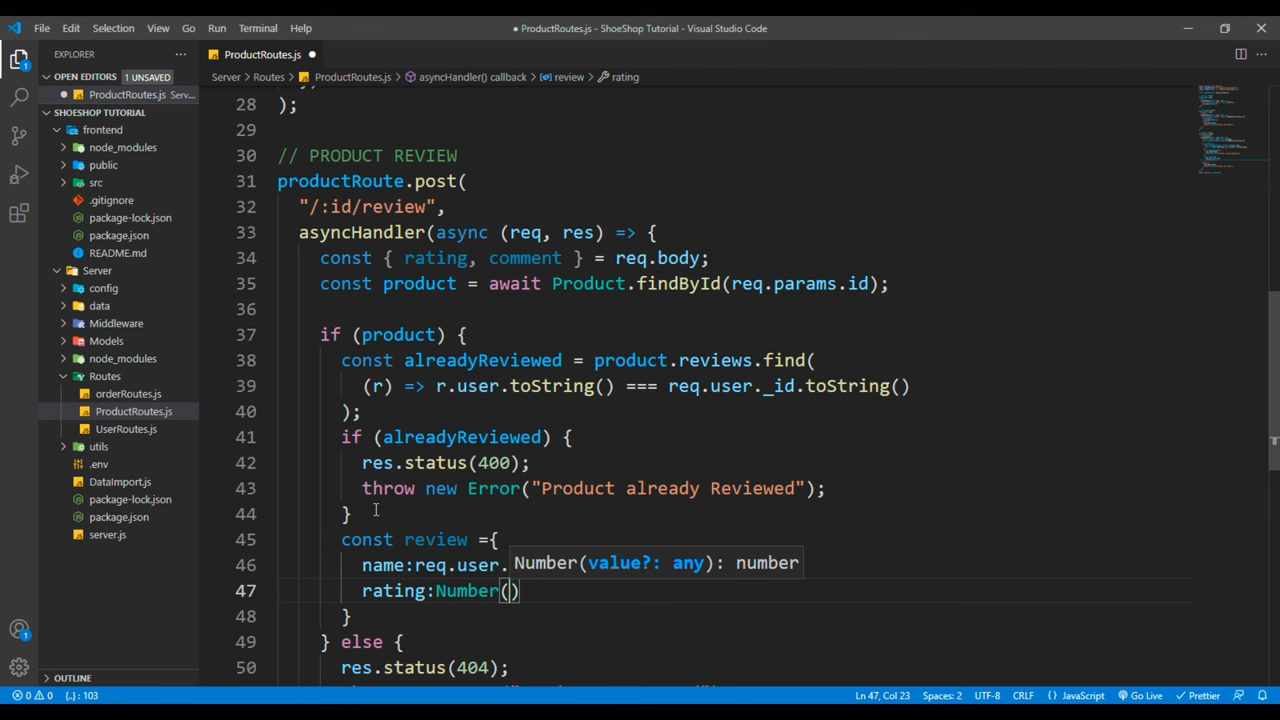 File Edit Selection View Go Run Terminal Help
● ProductRoutes.js - ShoeShop Tutorial - Visual Studio Code
EXPLORER
ProductRoutes.js
OPEN EDITORS 1 UNSAVED
ProductRoutes.js Serv...
SHOESHOP TUTORIAL
frontend
node_modules
public
src
.gitignore
package-lock.json
package.json
README.md
Server
config
data
Middleware
Models
node_modules
Routes
orderRoutes.js
ProductRoutes.js
UserRoutes.js
utils
.env
DataImport.js
package-lock.json
package.json
server.js
OUTLINE
Server > Routes > ProductRoutes.js > asyncHandler() callback > review > rating
28 );
29
30 // PRODUCT REVIEW
31 productRoute.post(
32 "/:id/review",
33 asyncHandler(async (req, res) => {
34 const { rating, comment } = req.body;
35 const product = await Product.findById(req.params.id);
36
37 if (product) {
38 const alreadyReviewed = product.reviews.find(
39 (r) => r.user.toString() === req.user._id.toString()
40 );
41 if (alreadyReviewed) {
42 res.status(400);
43 throw new Error("Product already Reviewed");
44 }
45 const review ={
46 name:req.user.
Number(value?: any): number
47 rating:Number()
48 }
49 } else {
50 res.status(404);
0 0 {..} : 103
Ln 47, Col 23 Spaces: 2 UTF-8 CRLF {} JavaScript Go Live Prettier